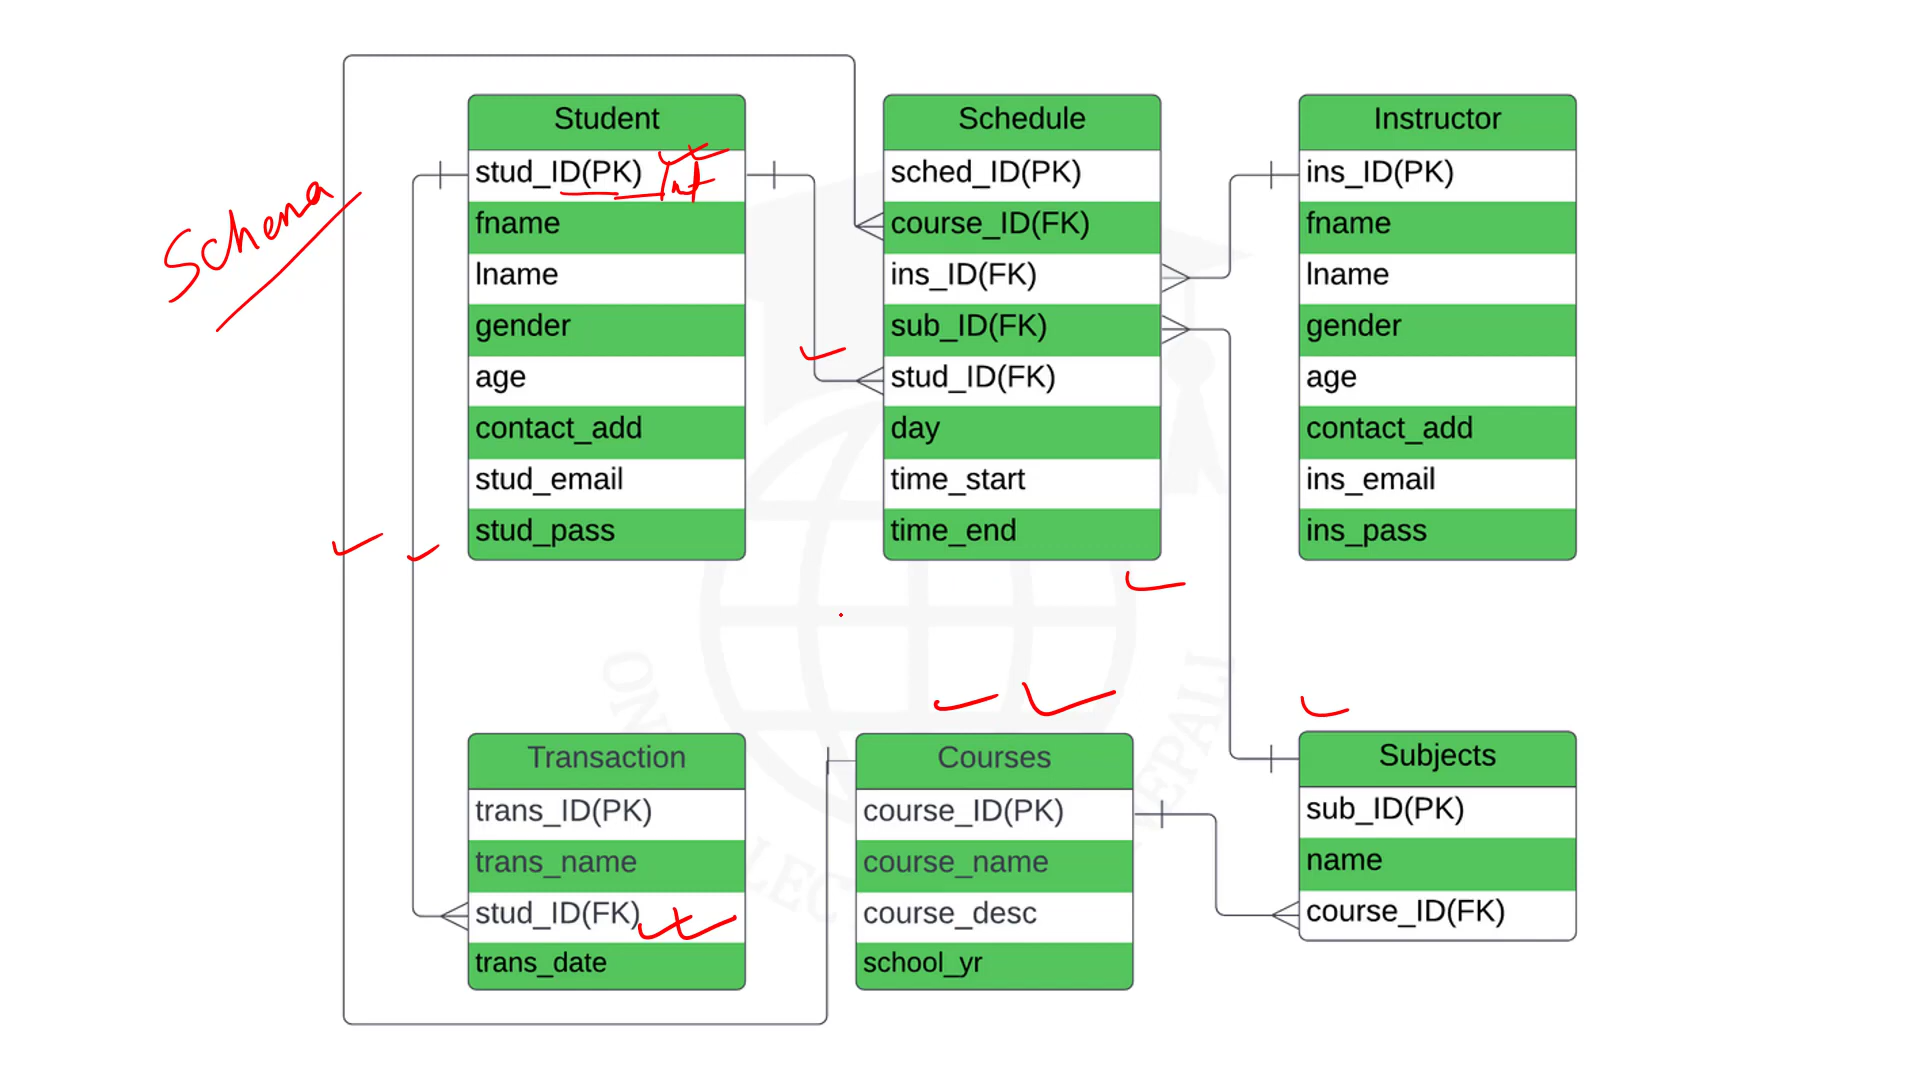 Schema
Student
stud_ID(PK) Int
fname
lname
gender
age
contact_add
stud_email
stud_pass
Schedule
sched_ID(PK)
course_ID(FK)
ins_ID(FK)
sub_ID(FK)
stud_ID(FK)
day
time_start
time_end
Instructor
ins_ID(PK)
fname
lname
gender
age
contact_add
ins_email
ins_pass
Transaction
trans_ID(PK)
trans_name
stud_ID(FK)
trans_date
Courses
course_ID(PK)
course_name
course_desc
school_yr
Subjects
sub_ID(PK)
name
course_ID(FK)